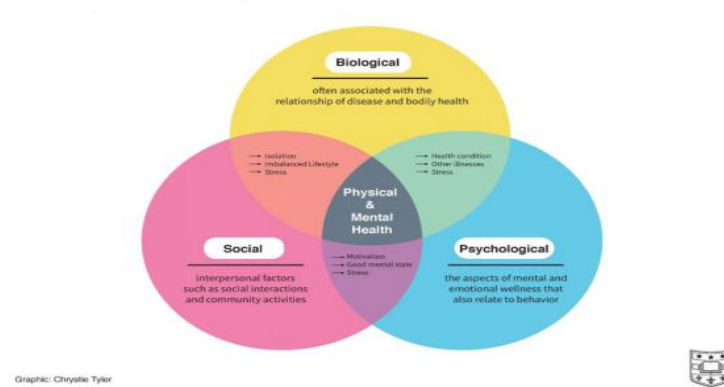 Biological
often associated with the
relationship of disease and bodily health
→ Isolation
→ Imbalanced Lifestyle
→ Stress
→ Health condition
→ Other illnesses
→ Stress
Physical
&
Mental
Health
Social
interpersonal factors
such as social interactions
and community activities
→ Motivation
→ Good mental state
→ Stress
Psychological
the aspects of mental and
emotional wellness that
also relate to behavior
Graphic: Chrystie Tyler